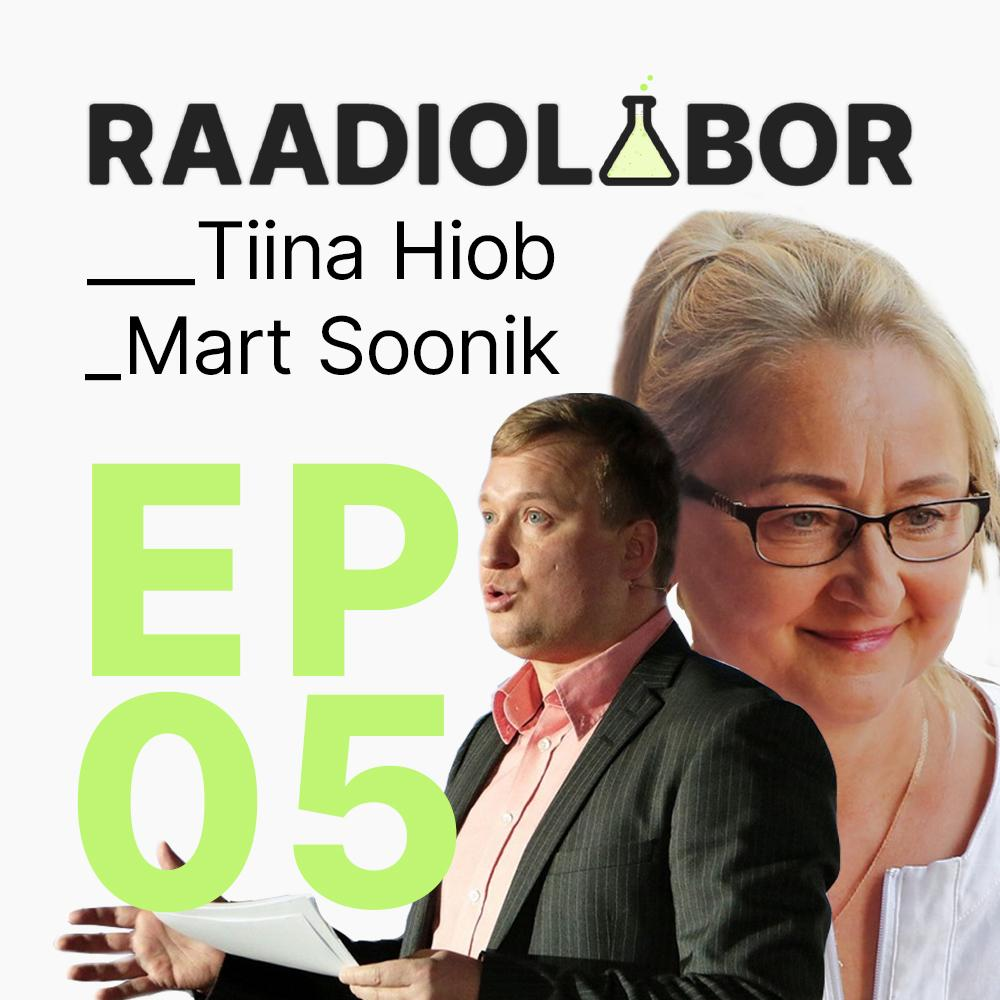 RAADIOLABOR
___Tiina Hiob
_Mart Soonik
EP
05